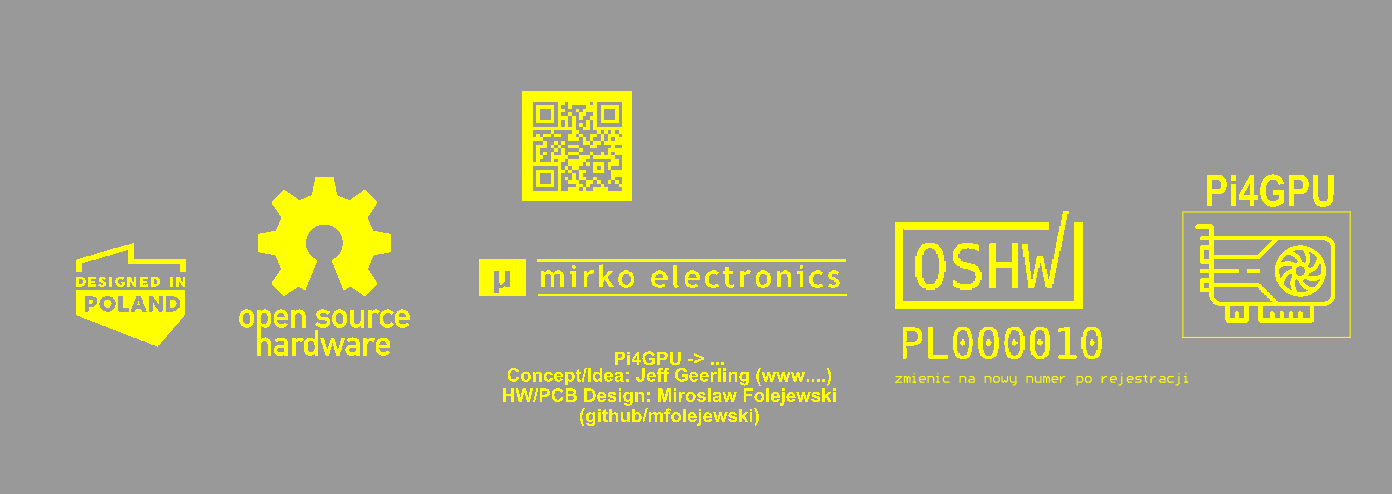 DESIGNED IN
POLAND
open source
hardware
µ mirko electronics
Pi4GPU -> ...
Concept/Idea: Jeff Geerling (www....)
HW/PCB Design: Miroslaw Folejewski
(github/mfolejewski)
OSHW
PL000010
zmienic na nowy numer po rejestracji
Pi4GPU